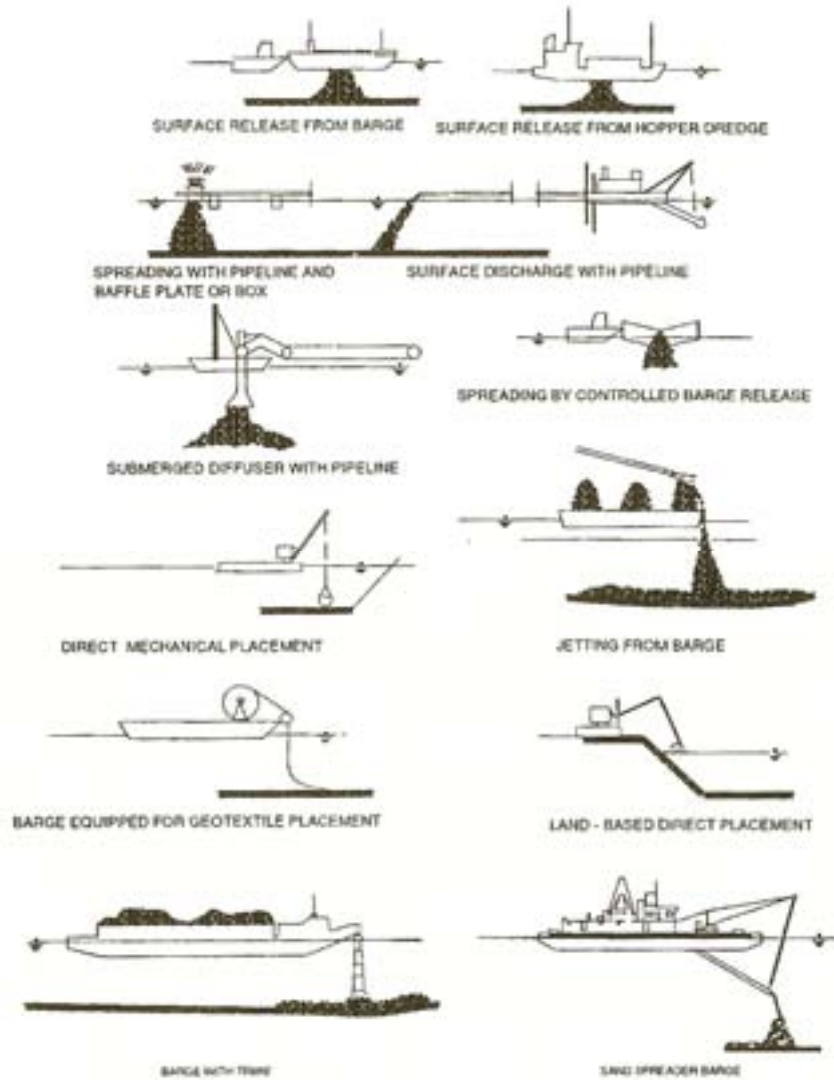 SURFACE RELEASE FROM BARGE
SURFACE RELEASE FROM HOPPER DREDGE
SPREADING WITH PIPELINE AND
BAFFLE PLATE OR BOX
SURFACE DISCHARGE WITH PIPELINE
SPREADING BY CONTROLLED BARGE RELEASE
SUBMERGED DIFFUSER WITH PIPELINE
DIRECT MECHANICAL PLACEMENT
JETTING FROM BARGE
BARGE EQUIPPED FOR GEOTEXTILE PLACEMENT
LAND - BASED DIRECT PLACEMENT
BARGE WITH
SAND SPREADER BARGE